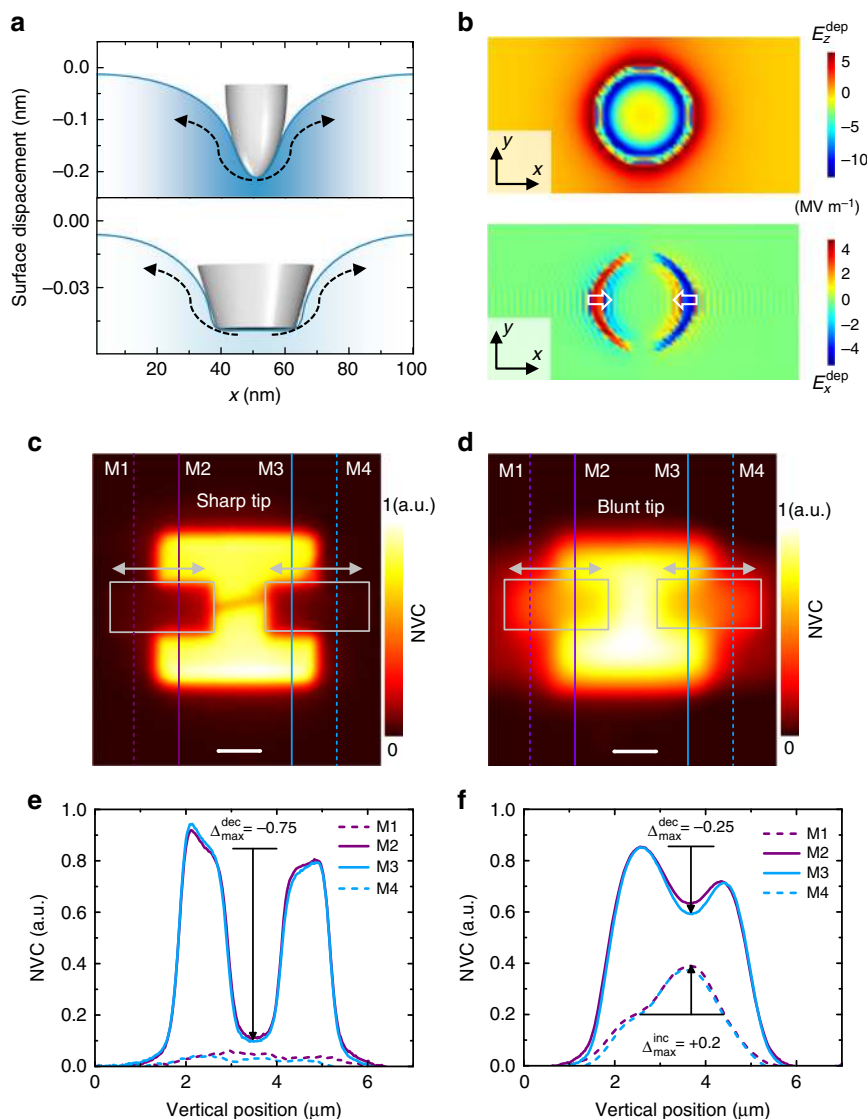 a
0.0
−0.1
−0.2
0.00
−0.03
Surface dispacement (nm)
20 40 60 80 100
x (nm)
b
E_z^dep
5
0
−5
−10
(MV m⁻¹)
y
x
4
2
0
−2
−4
E_x^dep
y
x
c
M1 M2 M3 M4
Sharp tip
1(a.u.)
NVC
0
d
M1 M2 M3 M4
Blunt tip
1(a.u.)
NVC
0
e
1.0
0.8
0.6
0.4
0.2
0.0
NVC (a.u.)
Δ_max^dec = −0.75
M1
M2
M3
M4
0 2 4 6
Vertical position (μm)
f
1.0
0.8
0.6
0.4
0.2
0.0
NVC (a.u.)
Δ_max^dec = −0.25
M1
M2
M3
M4
Δ_max^inc = +0.2
0 2 4 6
Vertical position (μm)